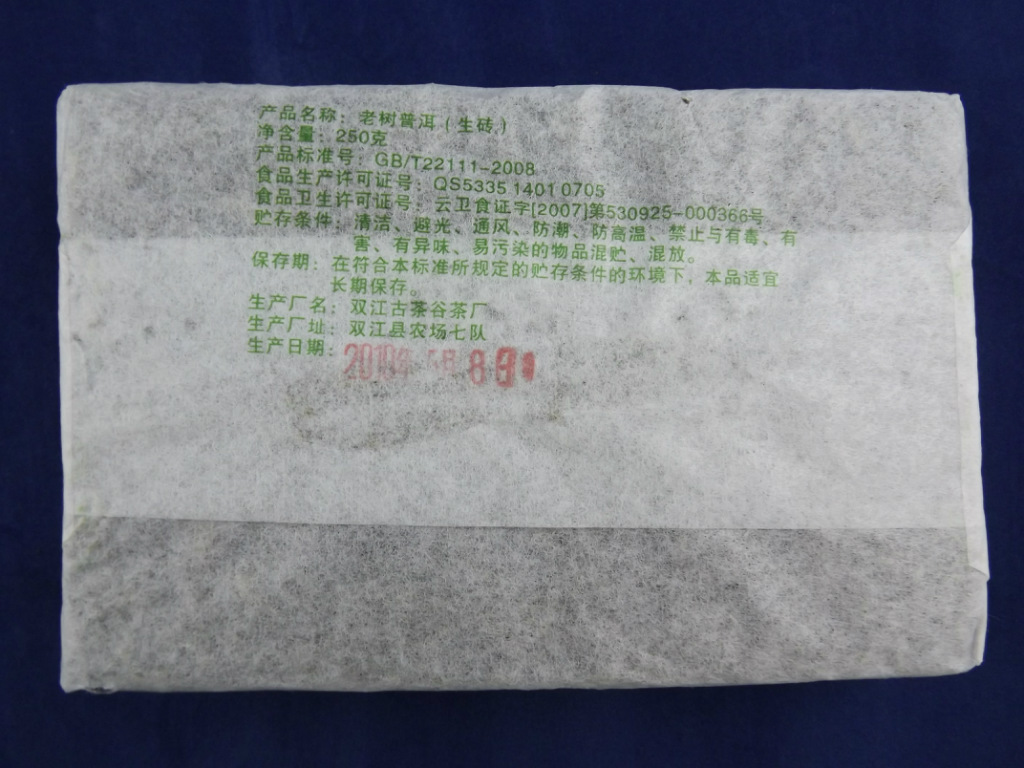 产品名称：老树普洱（生砖）
净含量：250克
产品标准号：GB/T22111-2008
食品生产许可证号：QS5335 1401 0705
食品卫生许可证号：云卫食证字[2007]第530925-000366号
贮存条件：清洁、避光、通风、防潮、防高温、禁止与有毒、有
害、有异味、易污染的物品混贮、混放。
保存期：在符合本标准所规定的贮存条件的环境下，本品适宜
长期保存。
生产厂名：双江古茶谷茶厂
生产厂址：双江县农场七队
生产日期：2010年 月 8日